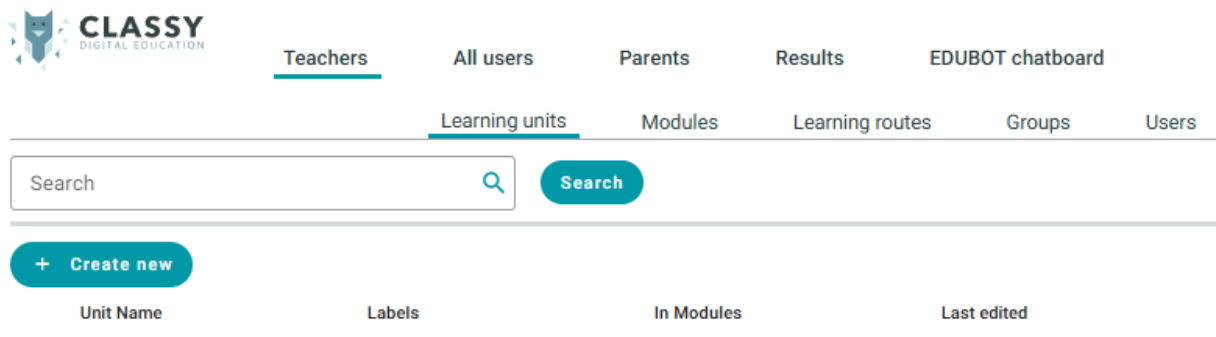 CLASSY
DIGITAL EDUCATION
Teachers All users Parents Results EDUBOT chatboard
Learning units Modules Learning routes Groups Users
Search Search
+ Create new
Unit Name Labels In Modules Last edited